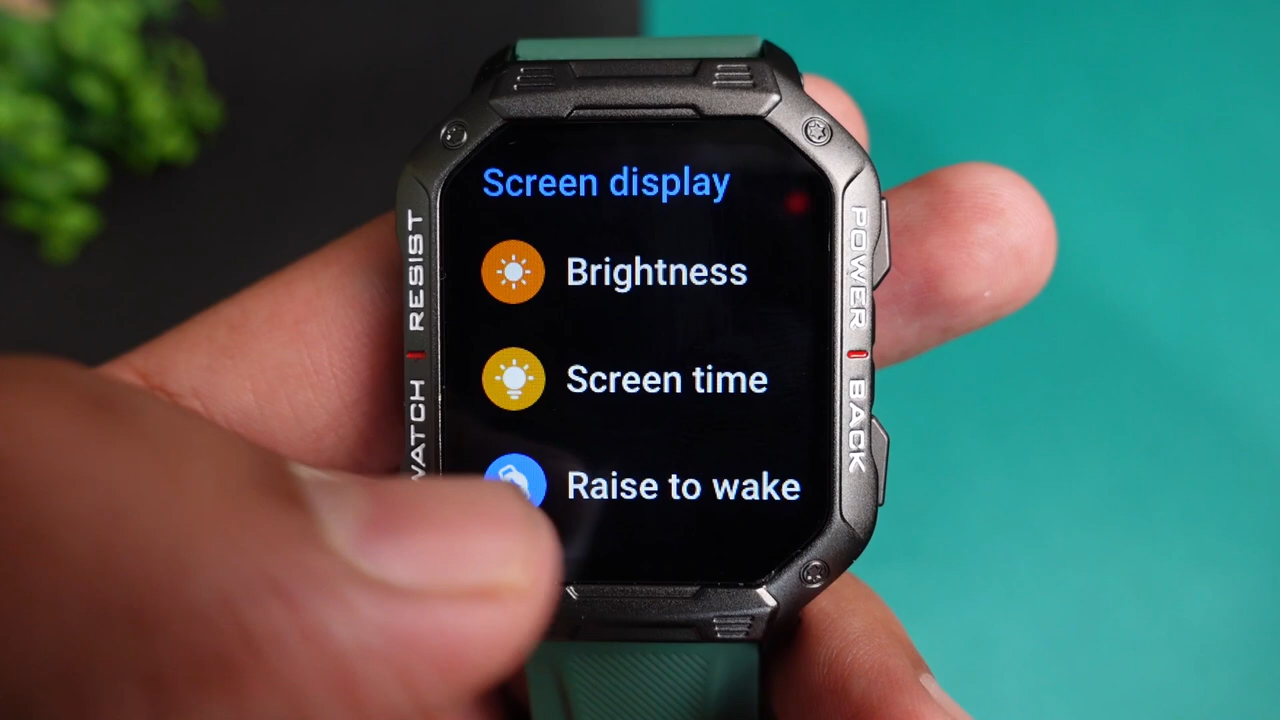 Screen display
Brightness
Screen time
Raise to wake
RESIST
POWER
BACK